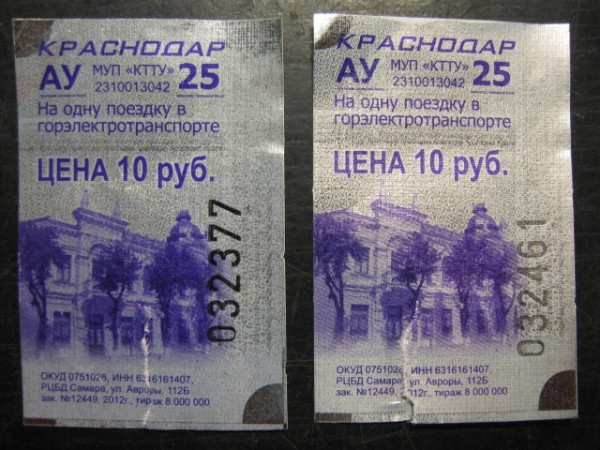 КРАСНОДАР
АУ МУП «КТТУ» 25
2310013042
На одну поездку в
горэлектротранспорте
ЦЕНА 10 руб.
032377
ОКУД 0751028, ИНН 6316161407,
РЦБД Самара, ул. Авроры, 112Б
зак. №12449, 2012г., тираж 8 000 000
КРАСНОДАР
АУ МУП «КТТУ» 25
2310013042
На одну поездку в
горэлектротранспорте
ЦЕНА 10 руб.
032461
ОКУД 0751028, ИНН 6316161407,
РЦБД Самара, ул. Авроры, 112Б
зак. №12449, 2012г., тираж 8 000 000